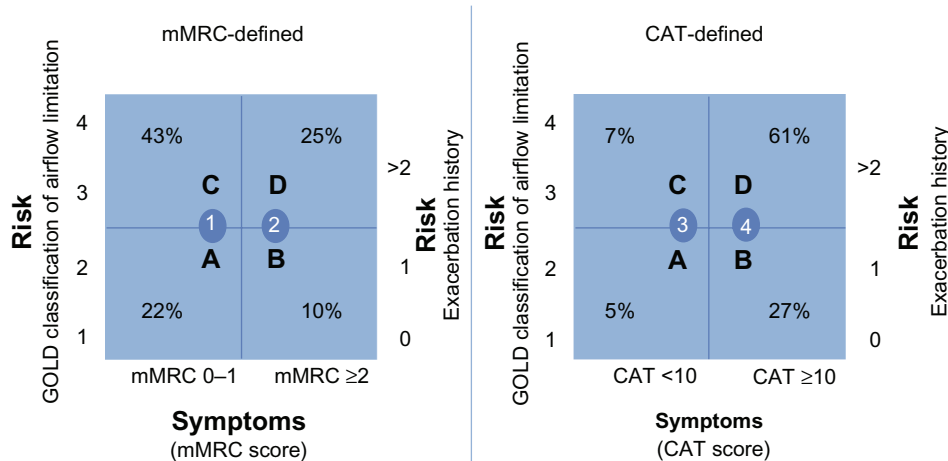 mMRC-defined
Risk
GOLD classification of airflow limitation
4
3
2
1
43%
25%
C
D
1
2
A
B
22%
10%
>2
1
0
Risk
Exacerbation history
mMRC 0–1
mMRC ≥2
Symptoms
(mMRC score)
CAT-defined
Risk
GOLD classification of airflow limitation
4
3
2
1
7%
61%
C
D
3
4
A
B
5%
27%
>2
1
0
Risk
Exacerbation history
CAT <10
CAT ≥10
Symptoms
(CAT score)